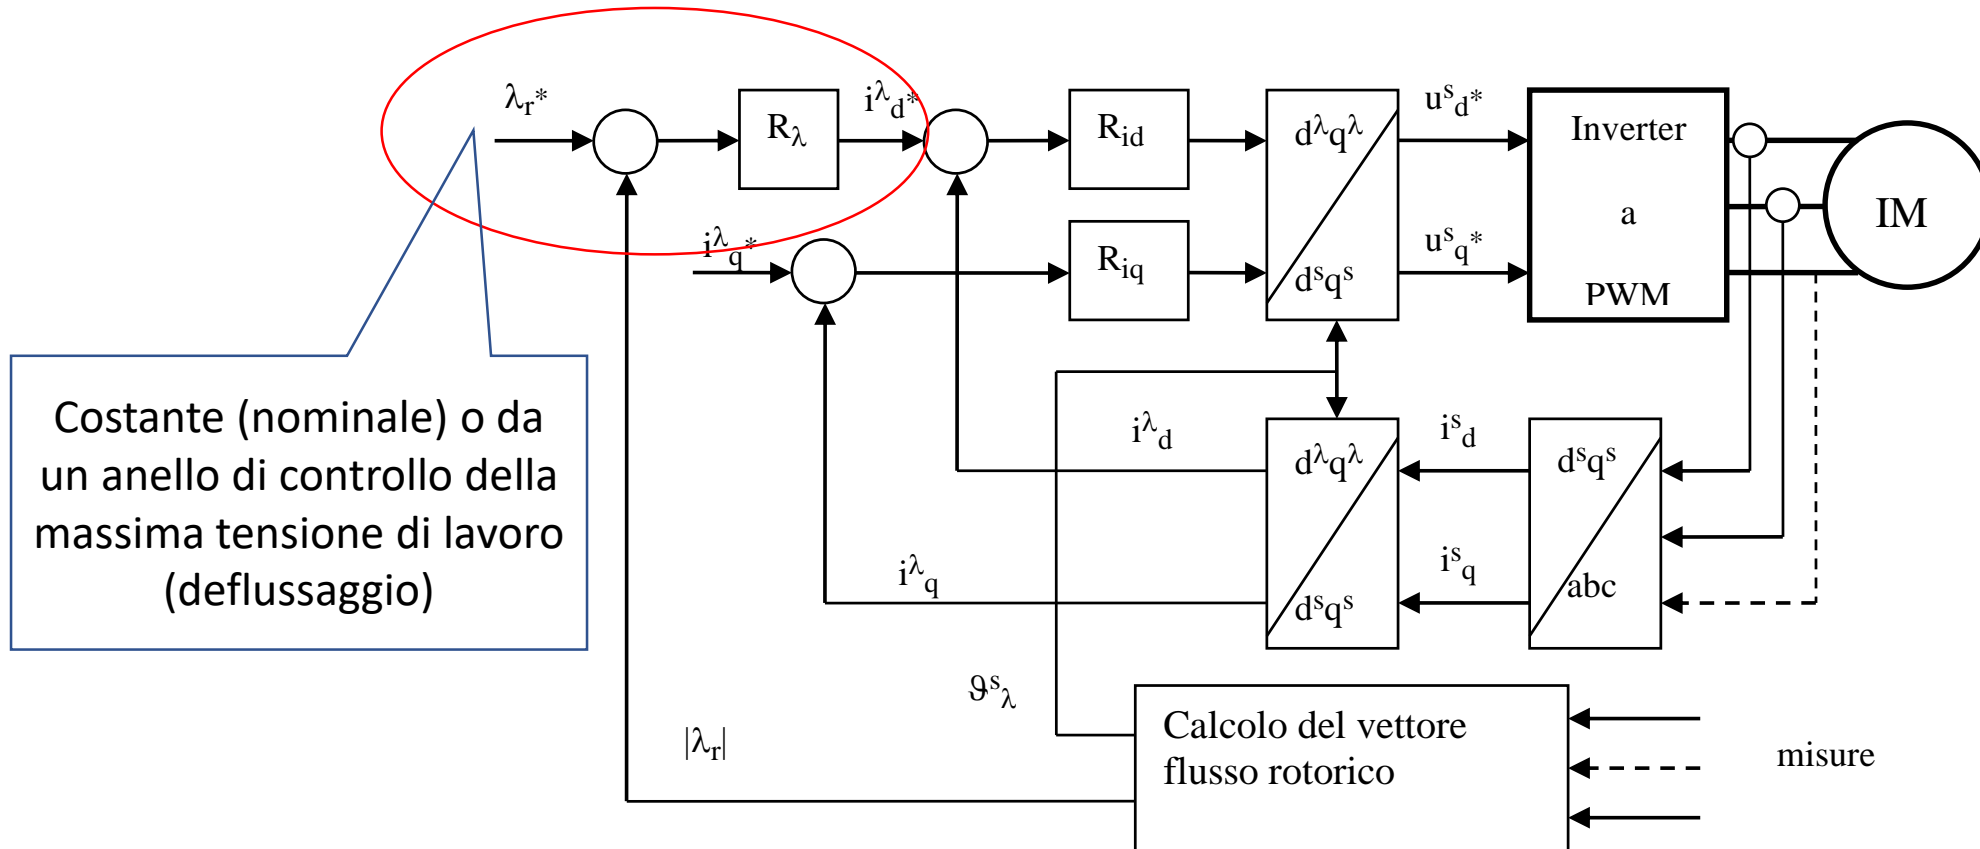 λr*
Rλ
iλd*
Rid
dλqλ
dsqs
usd*
Inverter
a
PWM
IM
iλq*
Riq
usq*
Costante (nominale) o da
un anello di controllo della
massima tensione di lavoro
(deflussaggio)
iλd
dλqλ
dsqs
isd
dsqs
abc
iλq
isq
ϑsλ
|λr|
Calcolo del vettore
flusso rotorico
misure